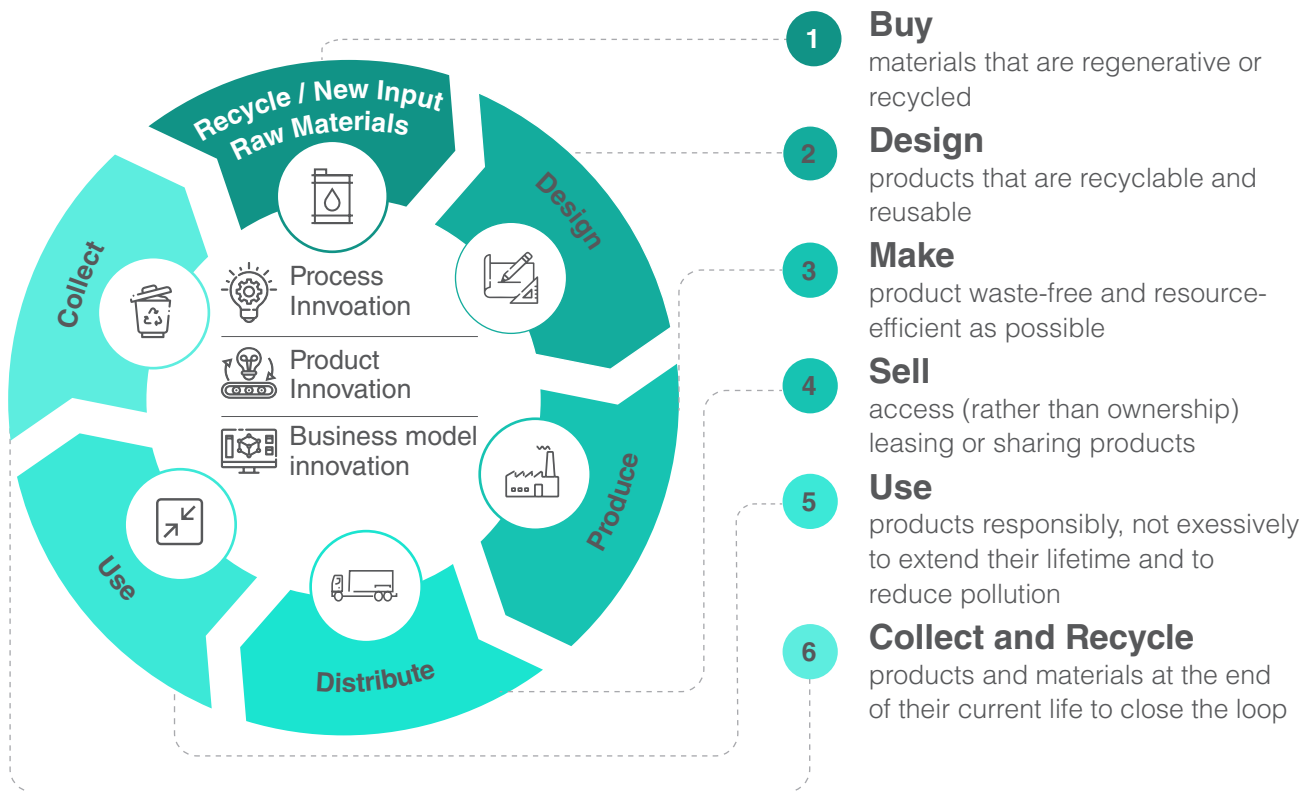 Recycle / New Input
Raw Materials
Design
Produce
Distribute
Use
Collect
Process
Innvoation
Product
Innovation
Business model
innovation
1
Buy
materials that are regenerative or
recycled
2
Design
products that are recyclable and
reusable
3
Make
product waste-free and resource-
efficient as possible
4
Sell
access (rather than ownership)
leasing or sharing products
5
Use
products responsibly, not exessively
to extend their lifetime and to
reduce pollution
6
Collect and Recycle
products and materials at the end
of their current life to close the loop